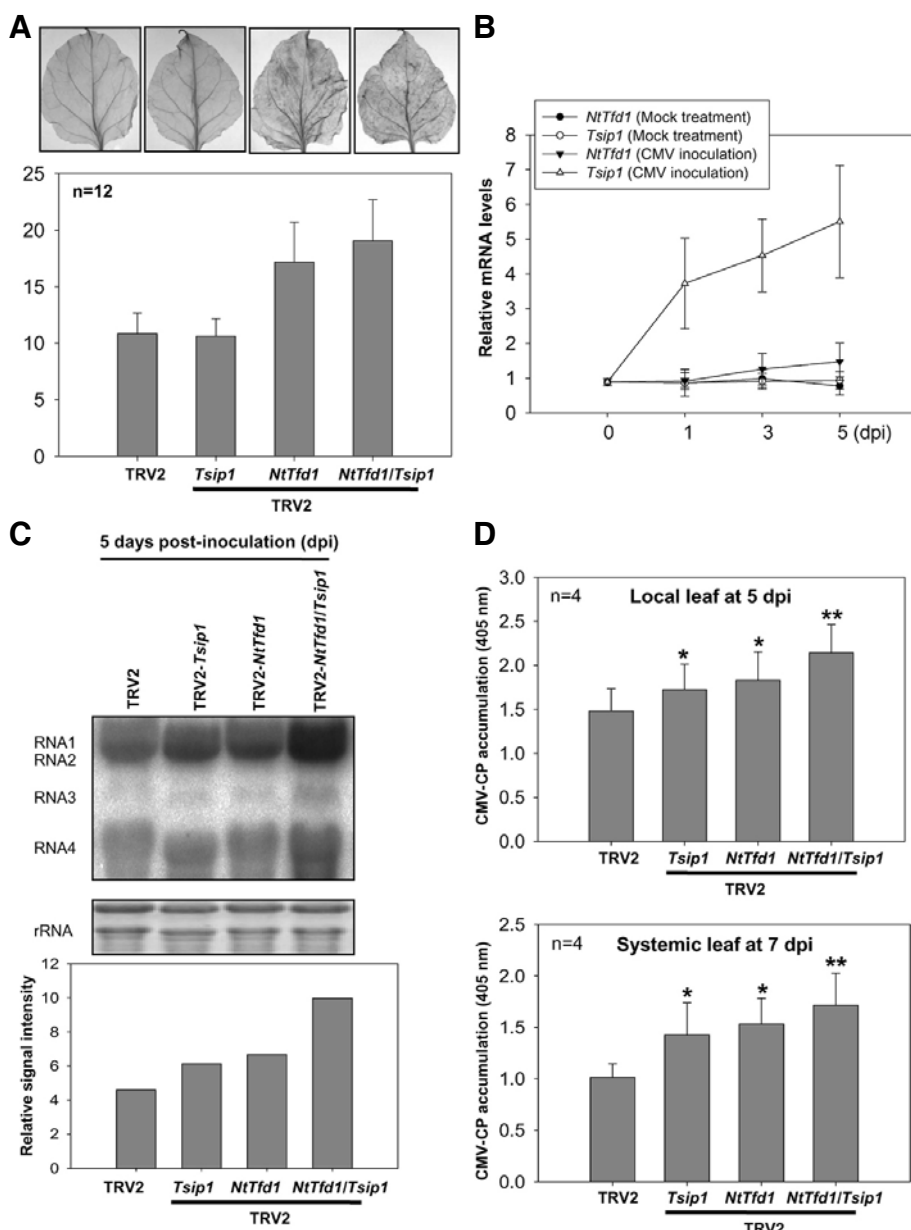 A
25
20
15
10
5
0
n=12
TRV2
Tsip1
NtTfd1
NtTfd1/Tsip1
TRV2
B
NtTfd1 (Mock treatment)
Tsip1 (Mock treatment)
NtTfd1 (CMV inoculation)
Tsip1 (CMV inoculation)
Relative mRNA levels
8
7
6
5
4
3
2
1
0
0
1
3
5 (dpi)
C
5 days post-inoculation (dpi)
TRV2
TRV2-Tsip1
TRV2-NtTfd1
TRV2-NtTfd1/Tsip1
RNA1
RNA2
RNA3
RNA4
rRNA
Relative signal intensity
12
10
8
6
4
2
0
TRV2
Tsip1
NtTfd1
NtTfd1/Tsip1
TRV2
D
CMV-CP accumulation (405 nm)
3.0
2.5
2.0
1.5
1.0
0.5
0.0
n=4
Local leaf at 5 dpi
*
*
**
TRV2
Tsip1
NtTfd1
NtTfd1/Tsip1
TRV2
CMV-CP accumulation (405 nm)
2.5
2.0
1.5
1.0
0.5
0.0
n=4
Systemic leaf at 7 dpi
*
*
**
TRV2
Tsip1
NtTfd1
NtTfd1/Tsip1
TRV2